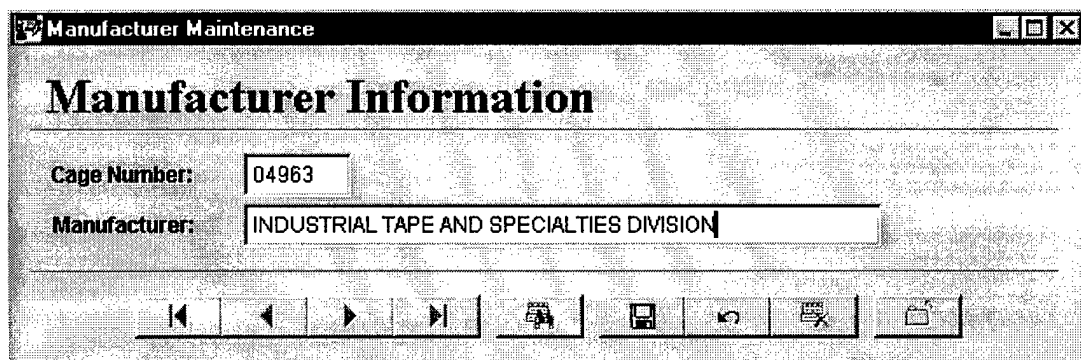 Manufacturer Maintenance
Manufacturer Information
Cage Number: 04963
Manufacturer: INDUSTRIAL TAPE AND SPECIALTIES DIVISION